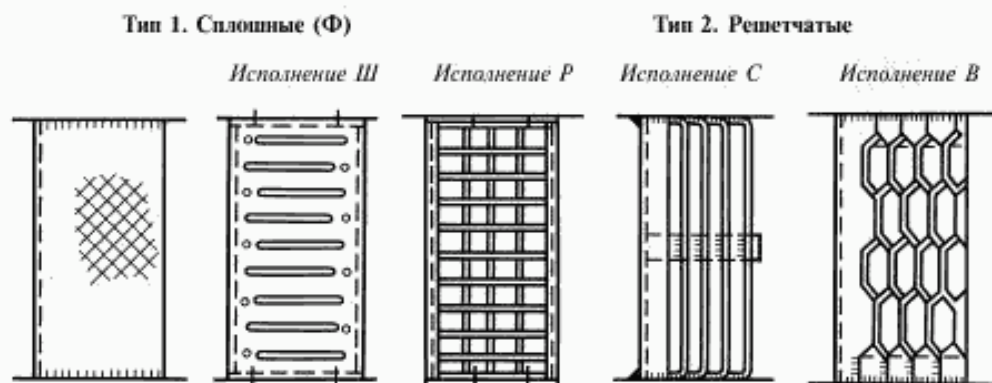 Тип 1. Сплошные (Ф)
Тип 2. Решетчатые
Исполнение Ш
Исполнение Р
Исполнение С
Исполнение В